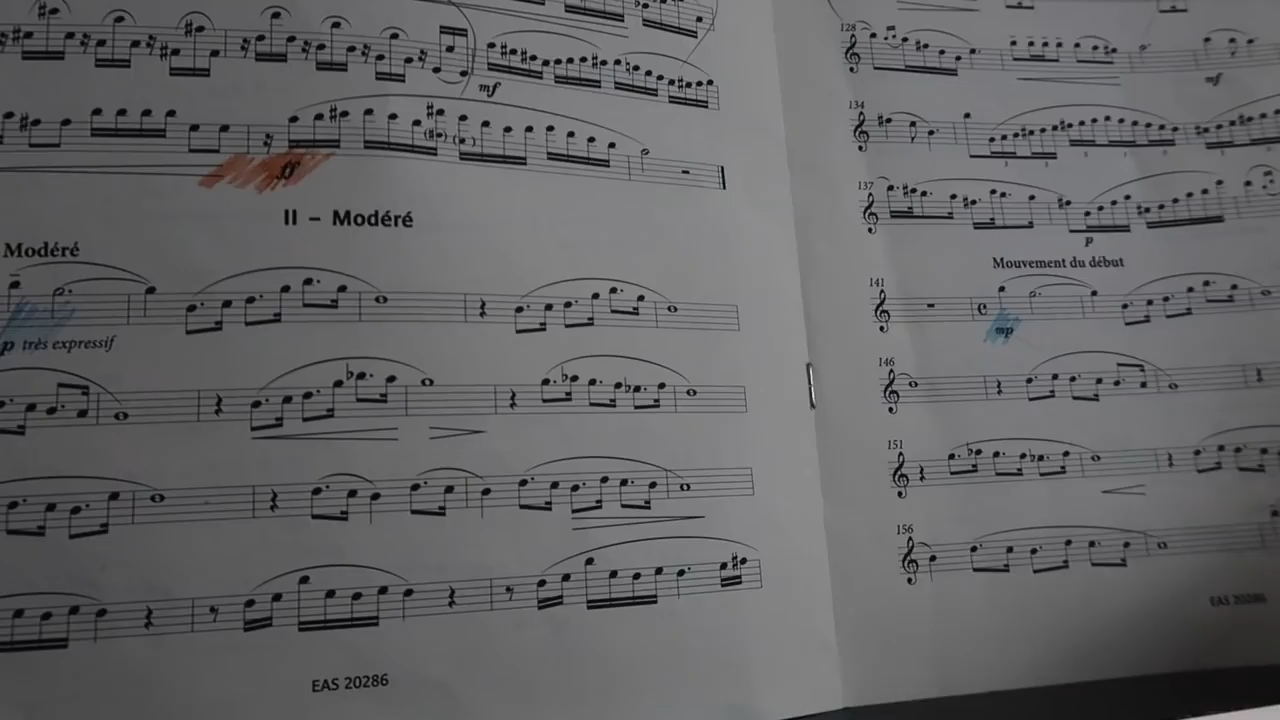 mf
ff
II – Modéré
Modéré
p très expressif
EAS 20286
128
mf
134
137
p
Mouvement du début
141
mp
146
151
156
EAS 20286